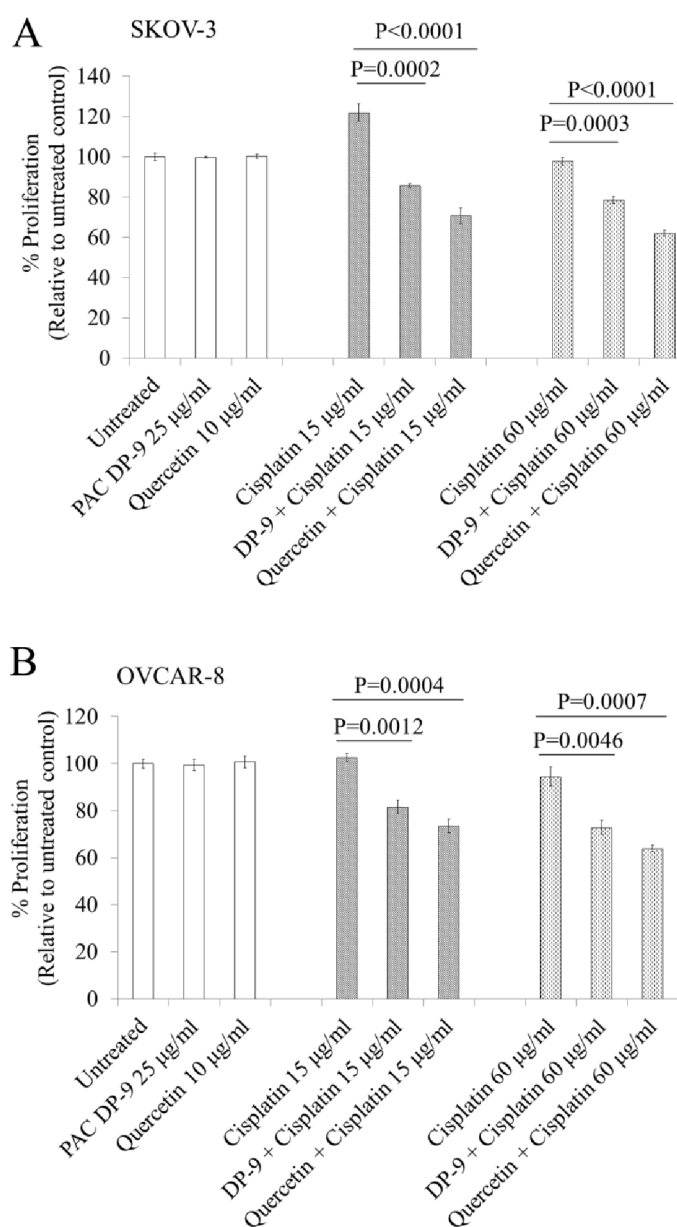 A
SKOV-3
P<0.0001
P=0.0002
P<0.0001
P=0.0003
% Proliferation
(Relative to untreated control)
140
120
100
80
60
40
20
0
Untreated
PAC DP-9 25 µg/ml
Quercetin 10 µg/ml
Cisplatin 15 µg/ml
DP-9 + Cisplatin 15 µg/ml
Quercetin + Cisplatin 15 µg/ml
Cisplatin 60 µg/ml
DP-9 + Cisplatin 60 µg/ml
Quercetin + Cisplatin 60 µg/ml
B
OVCAR-8
P=0.0004
P=0.0012
P=0.0007
P=0.0046
% Proliferation
(Relative to untreated control)
120
100
80
60
40
20
0
Untreated
PAC DP-9 25 µg/ml
Quercetin 10 µg/ml
Cisplatin 15 µg/ml
DP-9 + Cisplatin 15 µg/ml
Quercetin + Cisplatin 15 µg/ml
Cisplatin 60 µg/ml
DP-9 + Cisplatin 60 µg/ml
Quercetin + Cisplatin 60 µg/ml